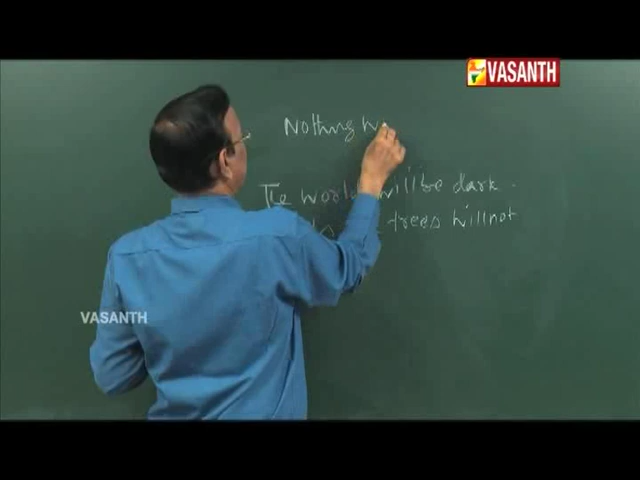 VASANTH
Nothing w
The world will be dark.
trees will not
VASANTH